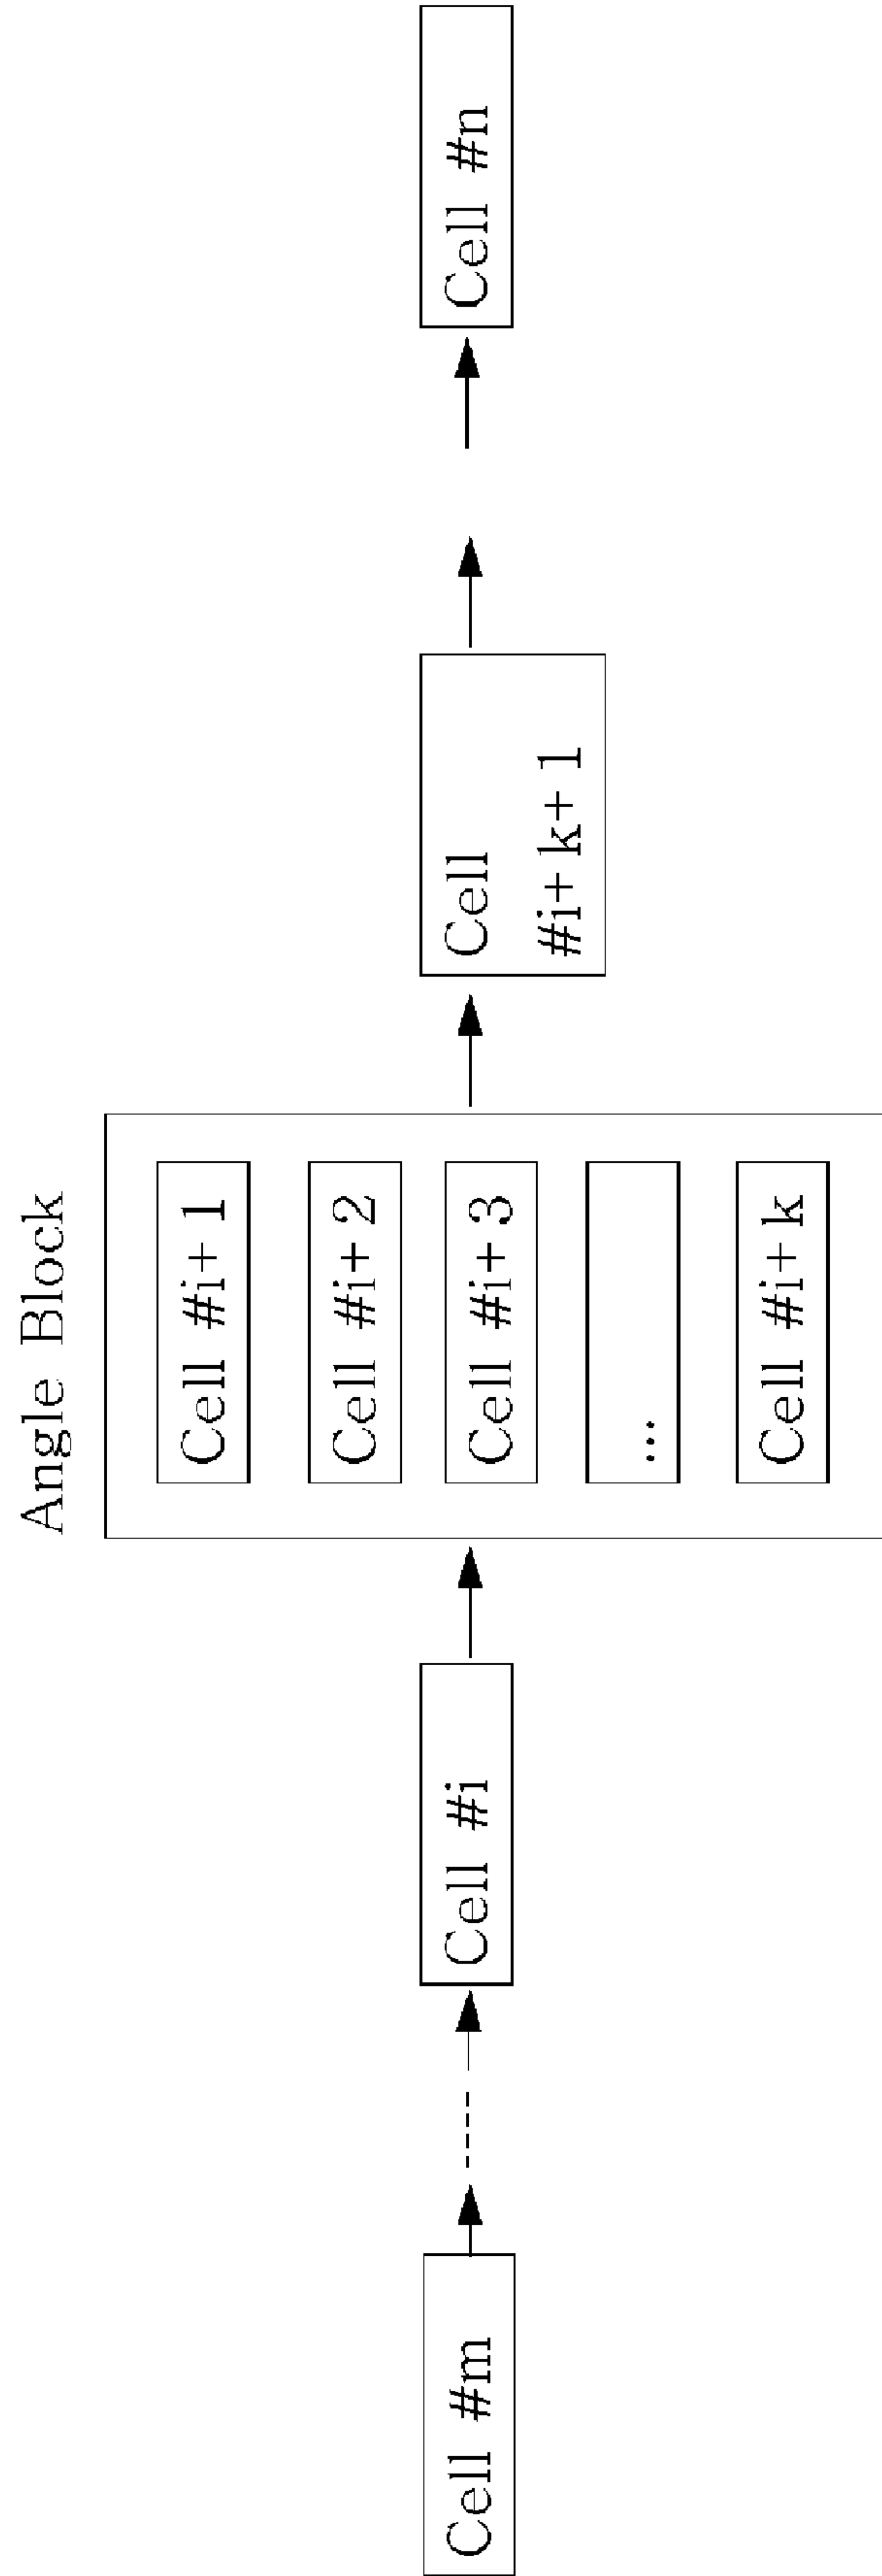 Angle Block
Cell #m
Cell #i
Cell #i+1
Cell #i+2
Cell #i+3
...
Cell #i+k
Cell
#i+k+1
Cell #n